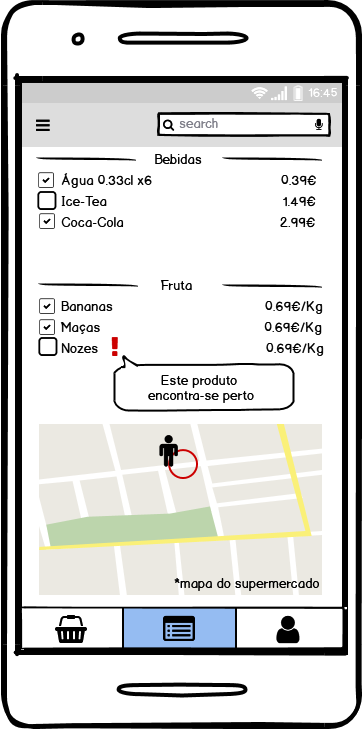 16:45
search
Bebidas
Água 0.33cl x6 0.39€
Ice-Tea 1.49€
Coca-Cola 2.99€
Fruta
Bananas 0.69€/Kg
Maças 0.69€/Kg
Nozes ! 0.69€/Kg
Este produto
encontra-se perto
*mapa do supermercado